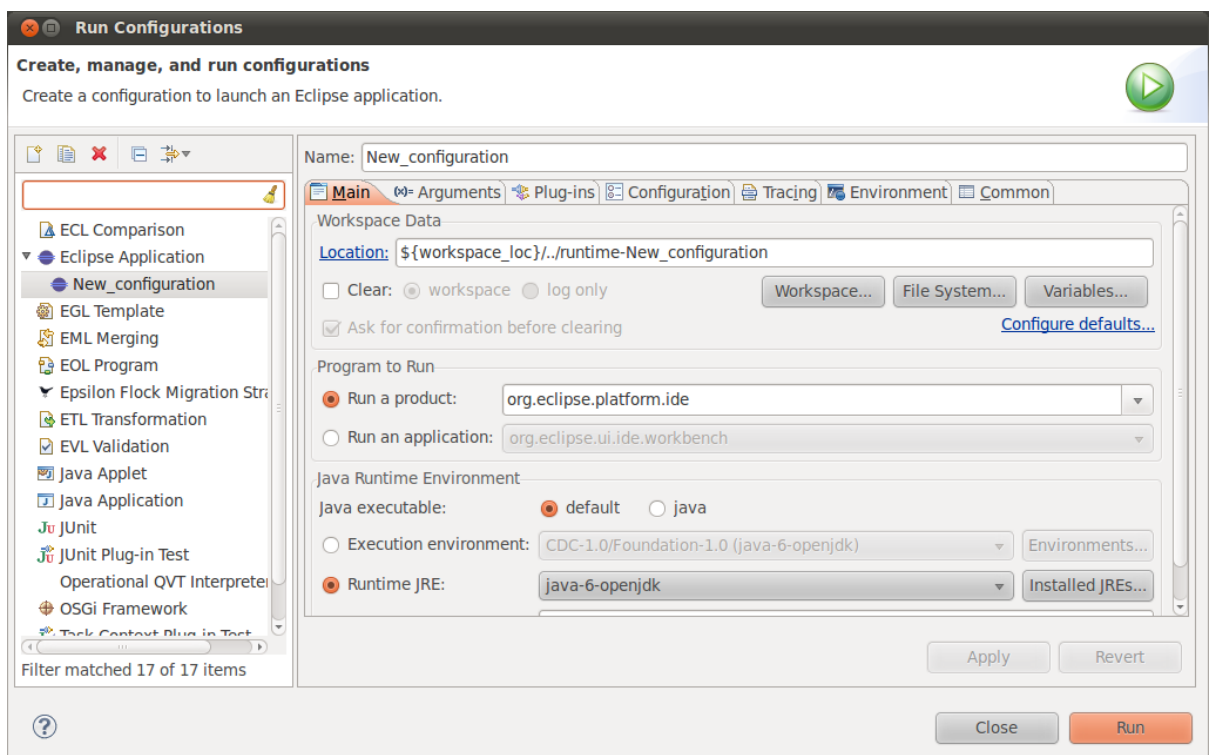 Run Configurations
Create, manage, and run configurations
Create a configuration to launch an Eclipse application.
ECL Comparison
Eclipse Application
New_configuration
EGL Template
EML Merging
EOL Program
Epsilon Flock Migration Stra
ETL Transformation
EVL Validation
Java Applet
Java Application
JUnit
JUnit Plug-in Test
Operational QVT Interpreter
OSGi Framework
Task Context Plug-in Test
Filter matched 17 of 17 items
Name: New_configuration
Main (x)= Arguments Plug-ins Configuration Tracing Environment Common
Workspace Data
Location: ${workspace_loc}/../runtime-New_configuration
Clear: workspace log only Workspace... File System... Variables...
Ask for confirmation before clearing Configure defaults...
Program to Run
Run a product: org.eclipse.platform.ide
Run an application: org.eclipse.ui.ide.workbench
Java Runtime Environment
Java executable: default java
Execution environment: CDC-1.0/Foundation-1.0 (java-6-openjdk) Environments...
Runtime JRE: java-6-openjdk Installed JREs...
Apply Revert
Close Run